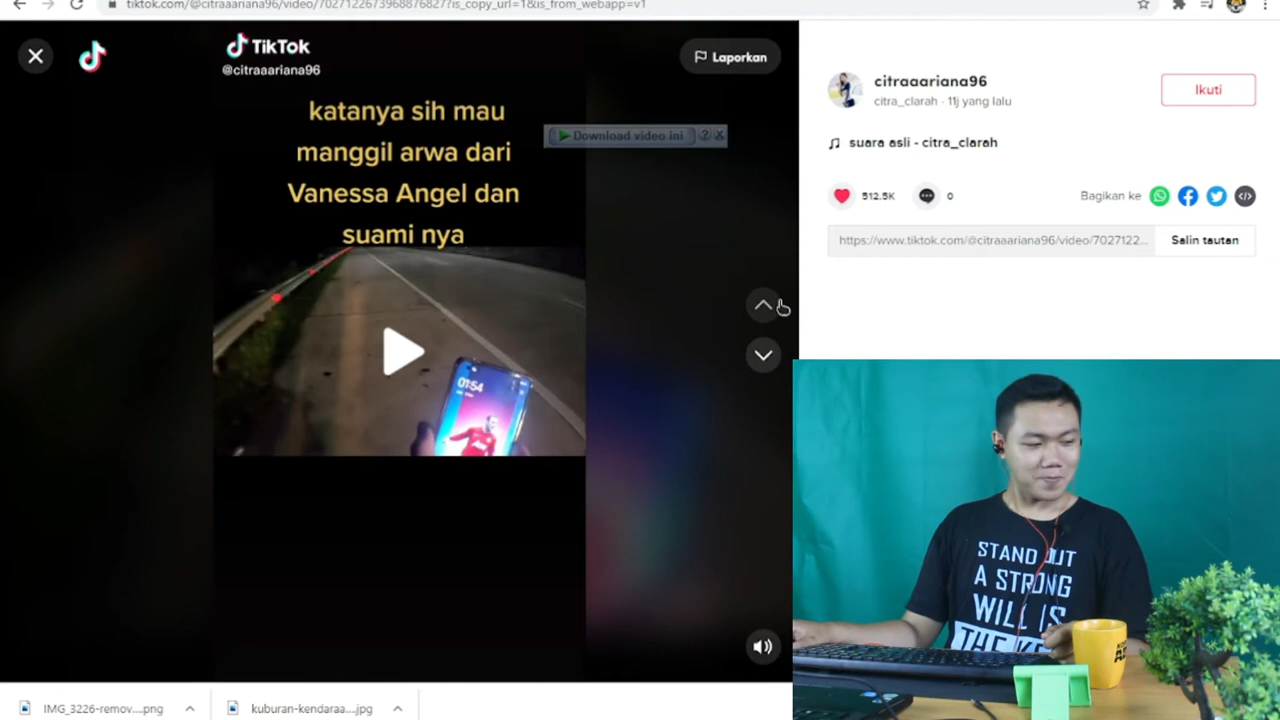 tiktok.com/@citraaariana96/video/7027122673968876827?is_copy_url=1&is_from_webapp=v1
TikTok
@citraaariana96
Laporkan
katanya sih mau
manggil arwa dari
Vanessa Angel dan
suami nya
Download video ini
?
X
01:54
citraaariana96
citra_clarah · 11j yang lalu
Ikuti
suara asli - citra_clarah
512.5K
0
Bagikan ke
https://www.tiktok.com/@citraaariana96/video/7027122...
Salin tautan
STAND OUT
A STRONG
WILL IS
THE KE
IMG_3226-remov....png
kuburan-kendaraa....jpg